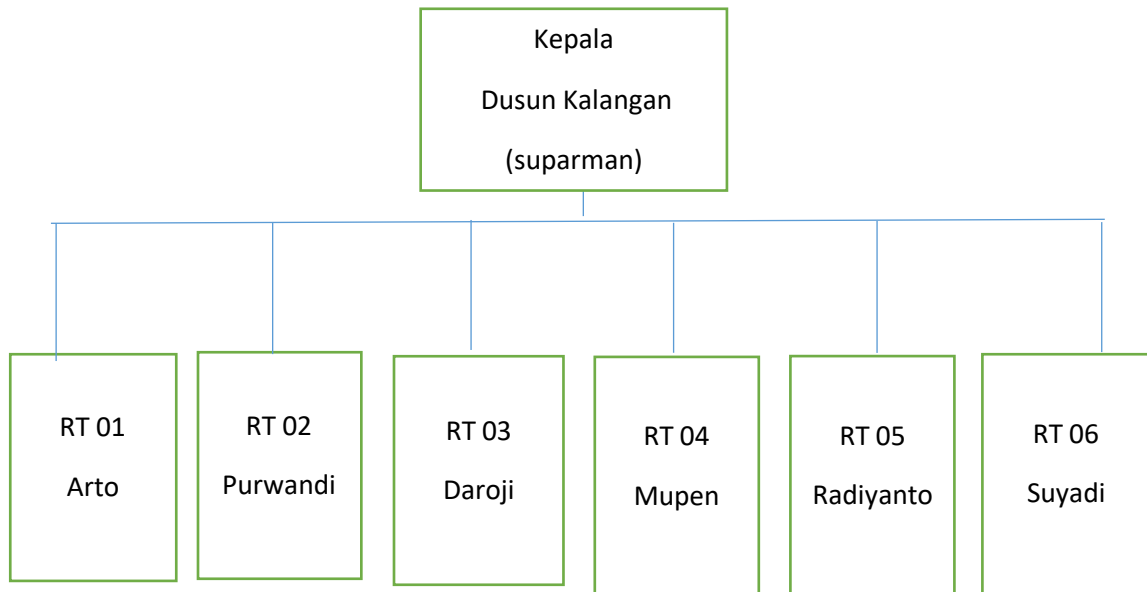 Kepala
Dusun Kalangan
(suparman)
RT 01
Arto
RT 02
Purwandi
RT 03
Daroji
RT 04
Mupen
RT 05
Radiyanto
RT 06
Suyadi